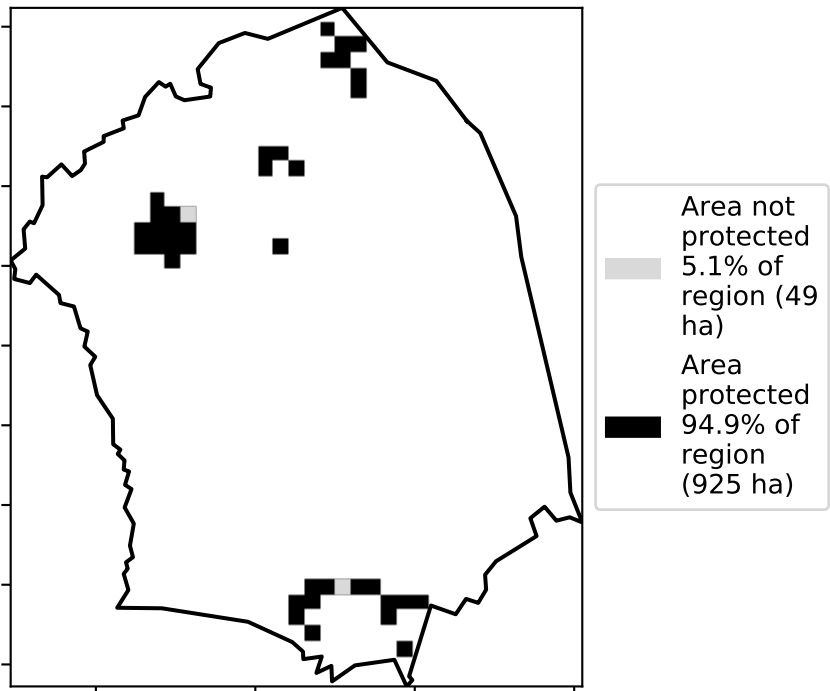 Area not
protected
5.1% of
region (49
ha)
Area
protected
94.9% of
region
(925 ha)